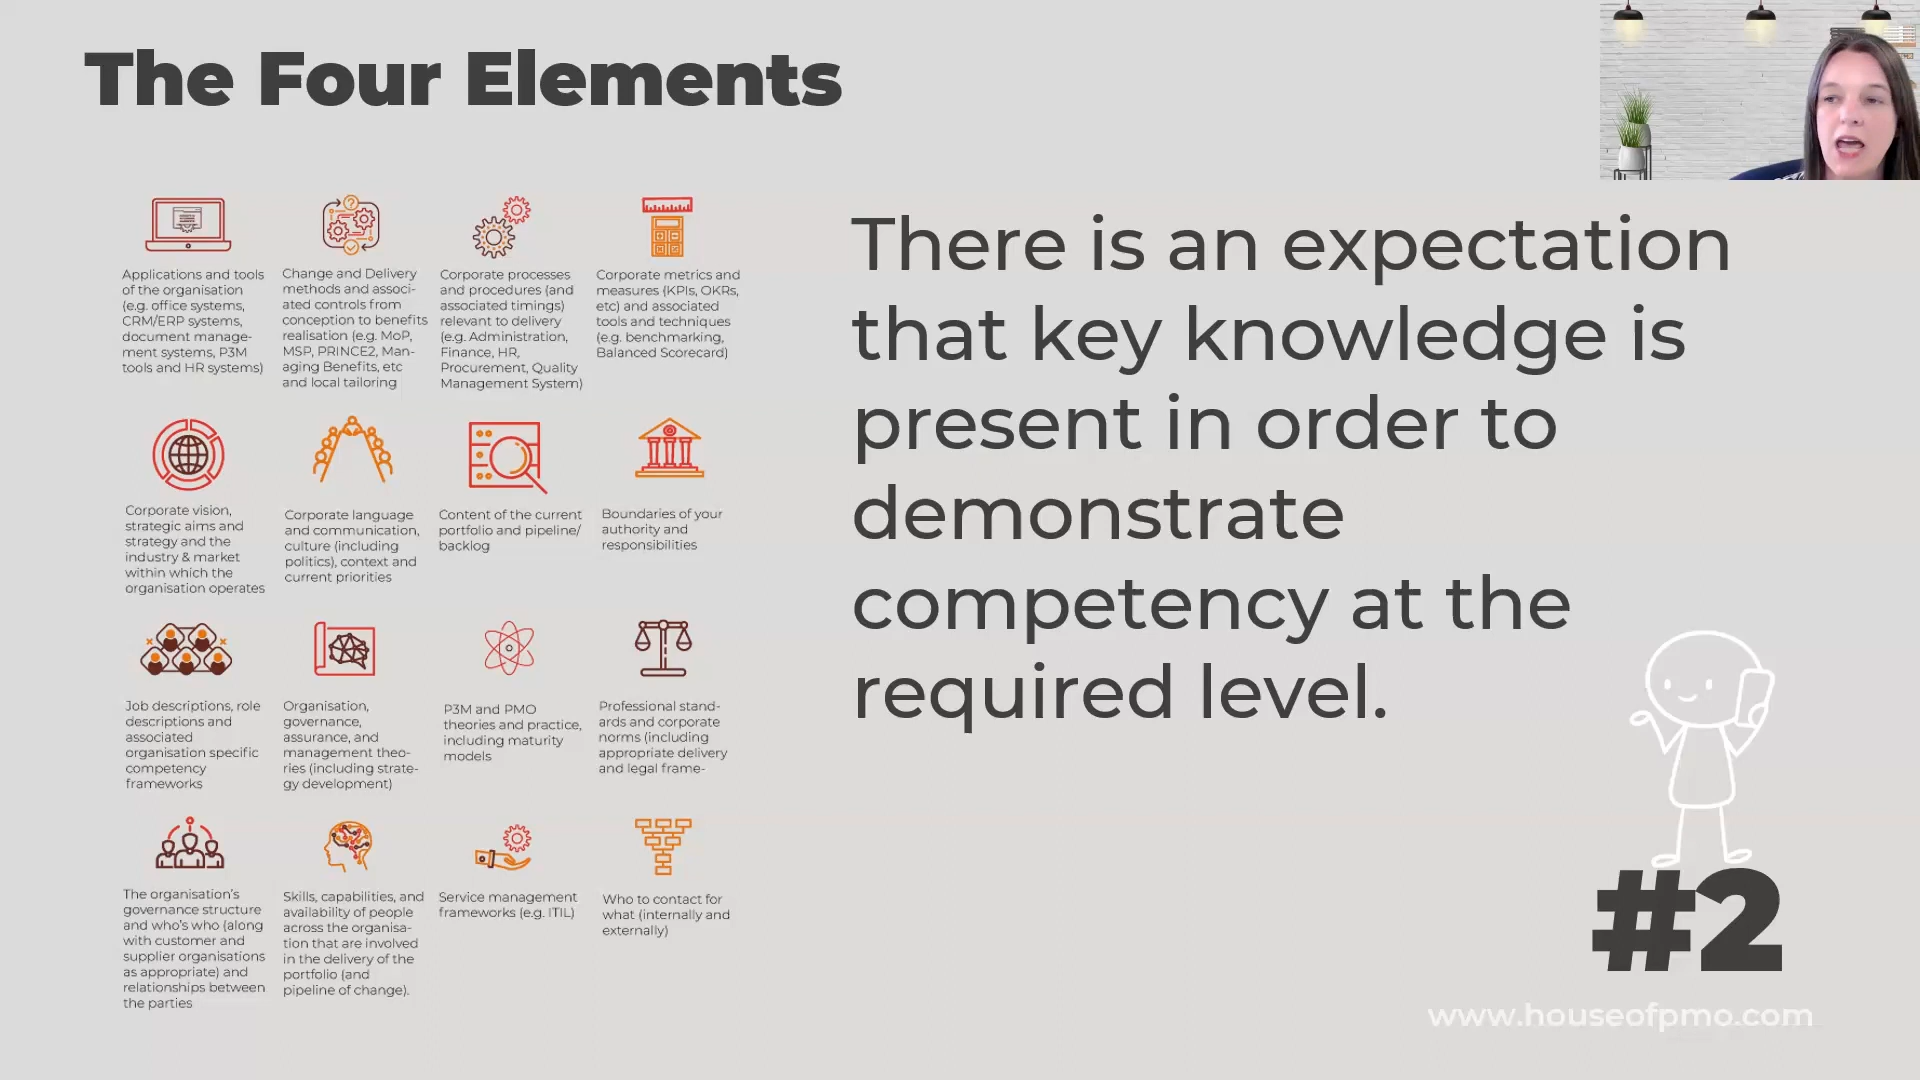 The Four Elements
Applications and tools
of the organisation
(e.g. office systems,
CRM/ERP systems,
document manage-
ment systems, P3M
tools and HR systems)
Change and Delivery
methods and associ-
ated controls from
conception to benefits
realisation (e.g. MoP,
MSP, PRINCE2, Man-
aging Benefits, etc
and local tailoring
Corporate processes
and procedures (and
associated timings)
relevant to delivery
(e.g. Administration,
Finance, HR,
Procurement, Quality
Management System)
Corporate metrics and
measures (KPIs, OKRs,
etc) and associated
tools and techniques
(e.g. benchmarking,
Balanced Scorecard)
Corporate vision,
strategic aims and
strategy and the
industry & market
within which the
organisation operates
Corporate language
and communication,
culture (including
politics), context and
current priorities
Content of the current
portfolio and pipeline/
backlog
Boundaries of your
authority and
responsibilities
Job descriptions, role
descriptions and
associated
organisation specific
competency
frameworks
Organisation,
governance,
assurance, and
management theo-
ries (including strate-
gy development)
P3M and PMO
theories and practice,
including maturity
models
Professional stand-
ards and corporate
norms (including
appropriate delivery
and legal frame-
The organisation's
governance structure
and who's who (along
with customer and
supplier organisations
as appropriate) and
relationships between
the parties
Skills, capabilities, and
availability of people
across the organisa-
tion that are involved
in the delivery of the
portfolio (and
pipeline of change).
Service management
frameworks (e.g. ITIL)
Who to contact for
what (internally and
externally)
There is an expectation
that key knowledge is
present in order to
demonstrate
competency at the
required level.
#2
www.houseofpmo.com